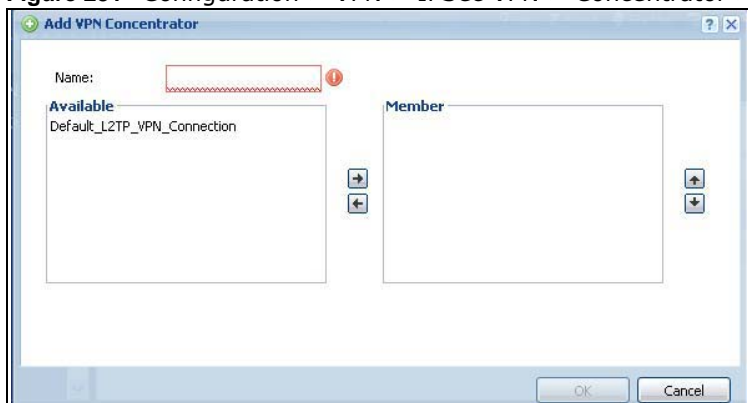 Add VPN Concentrator
Name:
Available
Member
Default_L2TP_VPN_Connection
OK
Cancel